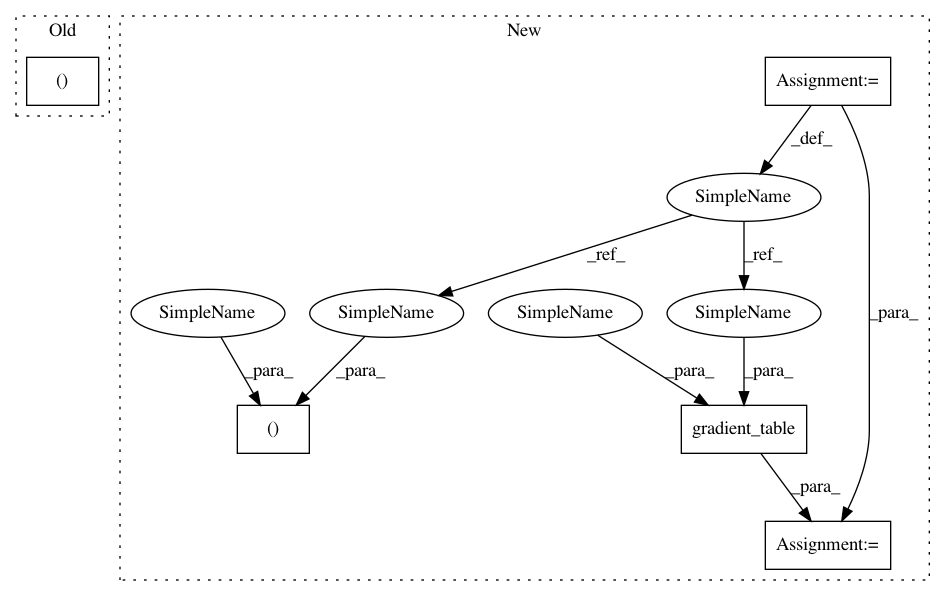 Old
New
()
Assignment:=
_def_
SimpleName
_ref_
_ref_
SimpleName
SimpleName
SimpleName
SimpleName
_para_
_para_
_para_
_para_
_para_
()
gradient_table
_para_
Assignment:=